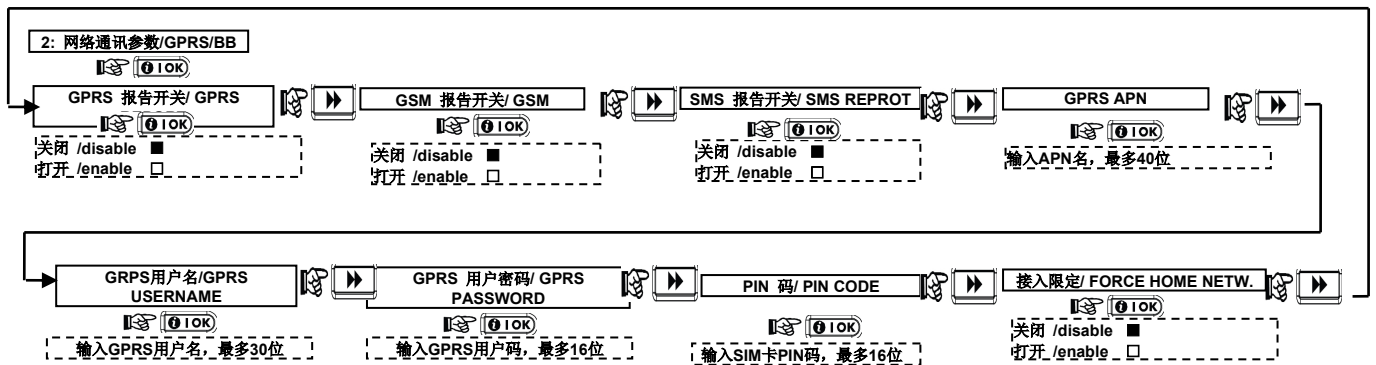 2: 网络通讯参数/GPRS/BB
OK
GPRS 报告开关/ GPRS
OK
关闭 /disable ■
打开 /enable □
GSM 报告开关/ GSM
OK
关闭 /disable ■
打开 /enable □
SMS 报告开关/ SMS REPROT
OK
关闭 /disable ■
打开 /enable □
GPRS APN
OK
输入APN名，最多40位
GRPS用户名/GPRS
USERNAME
OK
输入GPRS用户名，最多30位
GPRS 用户密码/ GPRS
PASSWORD
OK
输入GPRS用户码，最多16位
PIN 码/ PIN CODE
OK
输入SIM卡PIN码，最多16位
接入限定/ FORCE HOME NETW.
OK
关闭 /disable ■
打开 /enable □